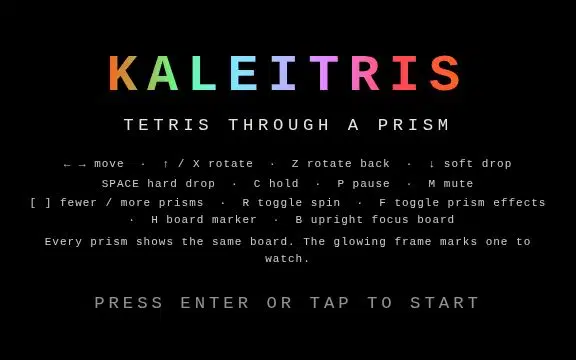 KALEITRIS
TETRIS THROUGH A PRISM
← → move · ↑ / X rotate · Z rotate back · ↓ soft drop
SPACE hard drop · C hold · P pause · M mute
[ ] fewer / more prisms · R toggle spin · F toggle prism effects
· H board marker · B upright focus board
Every prism shows the same board. The glowing frame marks one to
watch.
PRESS ENTER OR TAP TO START